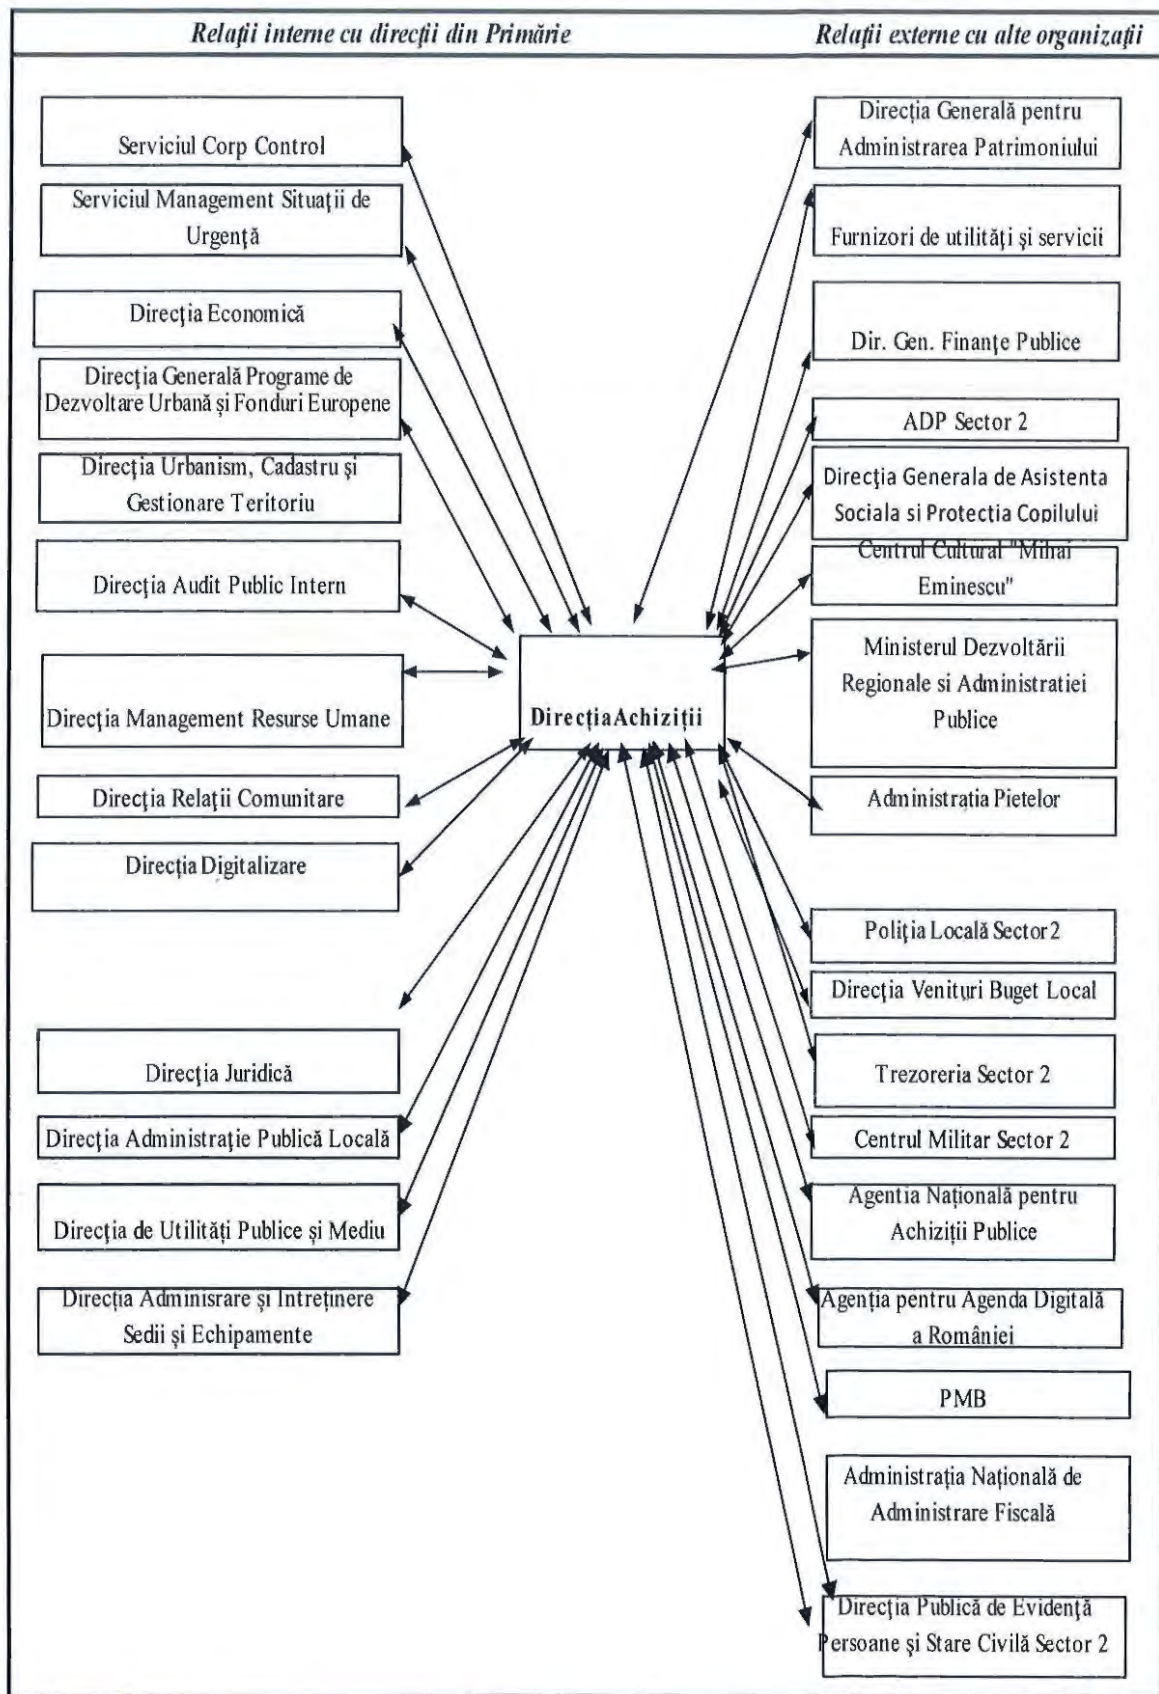 Relații interne cu direcții din Primărie
Relații externe cu alte organizații
Serviciul Corp Control
Serviciul Management Situații de
Urgență
Direcția Economică
Direcția Generală Programe de
Dezvoltare Urbană și Fonduri Europene
Direcția Urbanism, Cadastru și
Gestionare Teritoriu
Direcția Audit Public Intern
Direcția Management Resurse Umane
Direcția Relații Comunitare
Direcția Digitalizare
Direcția Juridică
Direcția Administrație Publică Locală
Direcția de Utilități Publice și Mediu
Direcția Adminisrare și Intreținere
Sedii și Echipamente
Direcția Achiziții
Direcția Generală pentru
Administrarea Patrimoniului
Furnizori de utilități și servicii
Dir. Gen. Finanțe Publice
ADP Sector 2
Direcția Generala de Asistenta
Sociala si Protectia Copilului
Centrul Cultural "Mihai
Eminescu"
Ministerul Dezvoltării
Regionale si Administratiei
Publice
Administratia Pietelor
Poliția Locală Sector 2
Direcția Venituri Buget Local
Trezoreria Sector 2
Centrul Militar Sector 2
Agentia Națională pentru
Achiziții Publice
Agenția pentru Agenda Digitală
a României
PMB
Administrația Națională de
Administrare Fiscală
Direcția Publică de Evidență
Persoane și Stare Civilă Sector 2